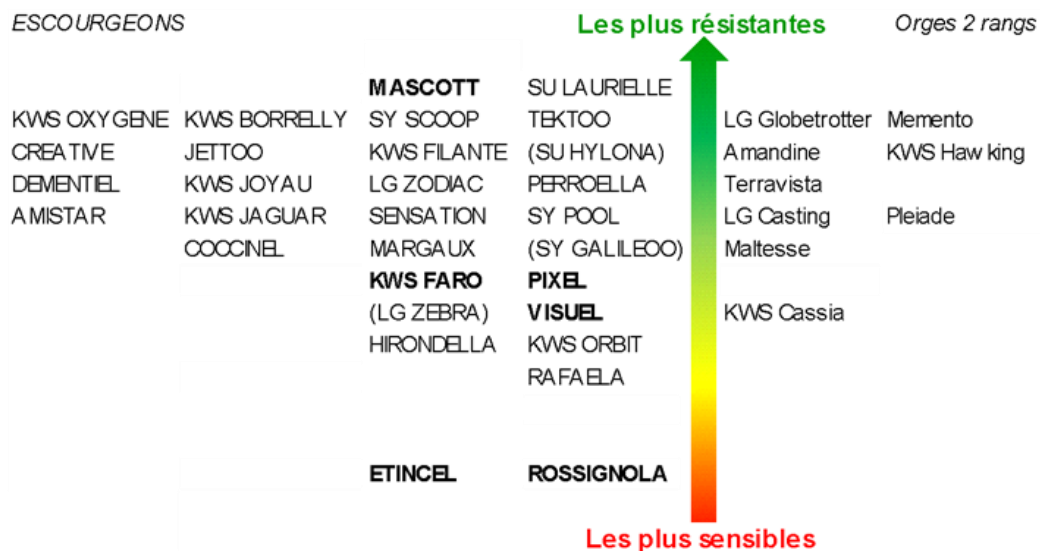 ESCOURGEONS Les plus résistantes Orges 2 rangs
MASCOTT SU LAURIELLE
KWS OXYGENE KWS BORRELLY SY SCOOP TEKTOO LG Globetrotter Memento
CREATIVE JETTOO KWS FILANTE (SU HYLONA) Amandine KWS Hawking
DEMENTIEL KWS JOYAU LG ZODIAC PERROELLA Terravista
AMISTAR KWS JAGUAR SENSATION SY POOL LG Casting Pleiade
COCCINEL MARGAUX (SY GALILEOO) Maltesse
KWS FARO PIXEL
(LG ZEBRA) VISUEL KWS Cassia
HIRONDELLA KWS ORBIT
RAFAELA
ETINCEL ROSSIGNOLA
Les plus sensibles